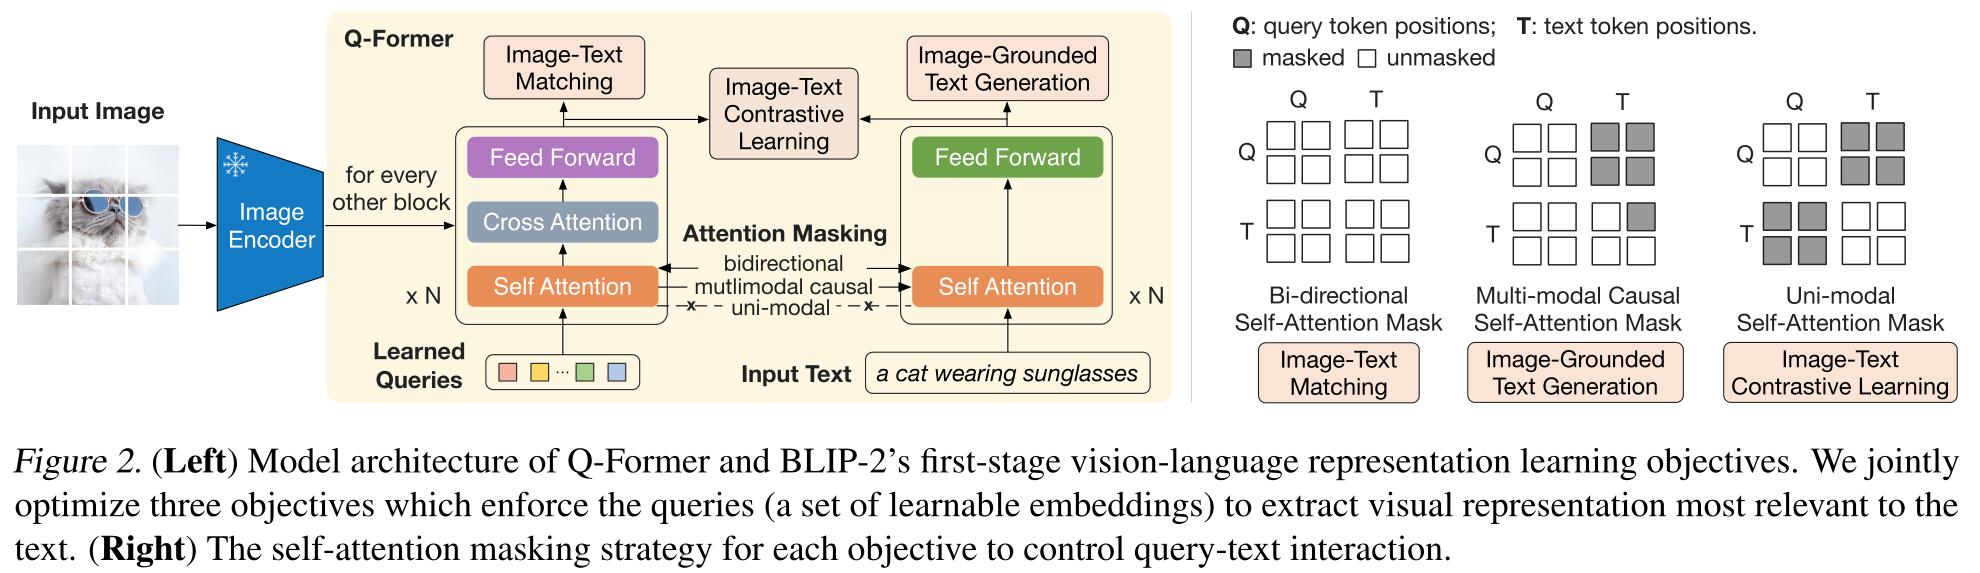 Q-Former
Image-Text
Matching
Image-Text
Contrastive
Learning
Image-Grounded
Text Generation
Input Image
Image
Encoder
for every
other block
Feed Forward
Cross Attention
Self Attention
x N
Attention Masking
bidirectional
mutlimodal causal
x uni-modal x
Feed Forward
Self Attention
x N
Learned
Queries
...
Input Text
a cat wearing sunglasses
Q: query token positions; T: text token positions.
masked unmasked
Q T
Q
T
Bi-directional
Self-Attention Mask
Image-Text
Matching
Q T
Q
T
Multi-modal Causal
Self-Attention Mask
Image-Grounded
Text Generation
Q T
Q
T
Uni-modal
Self-Attention Mask
Image-Text
Contrastive Learning
Figure 2. (Left) Model architecture of Q-Former and BLIP-2's first-stage vision-language representation learning objectives. We jointly
optimize three objectives which enforce the queries (a set of learnable embeddings) to extract visual representation most relevant to the
text. (Right) The self-attention masking strategy for each objective to control query-text interaction.